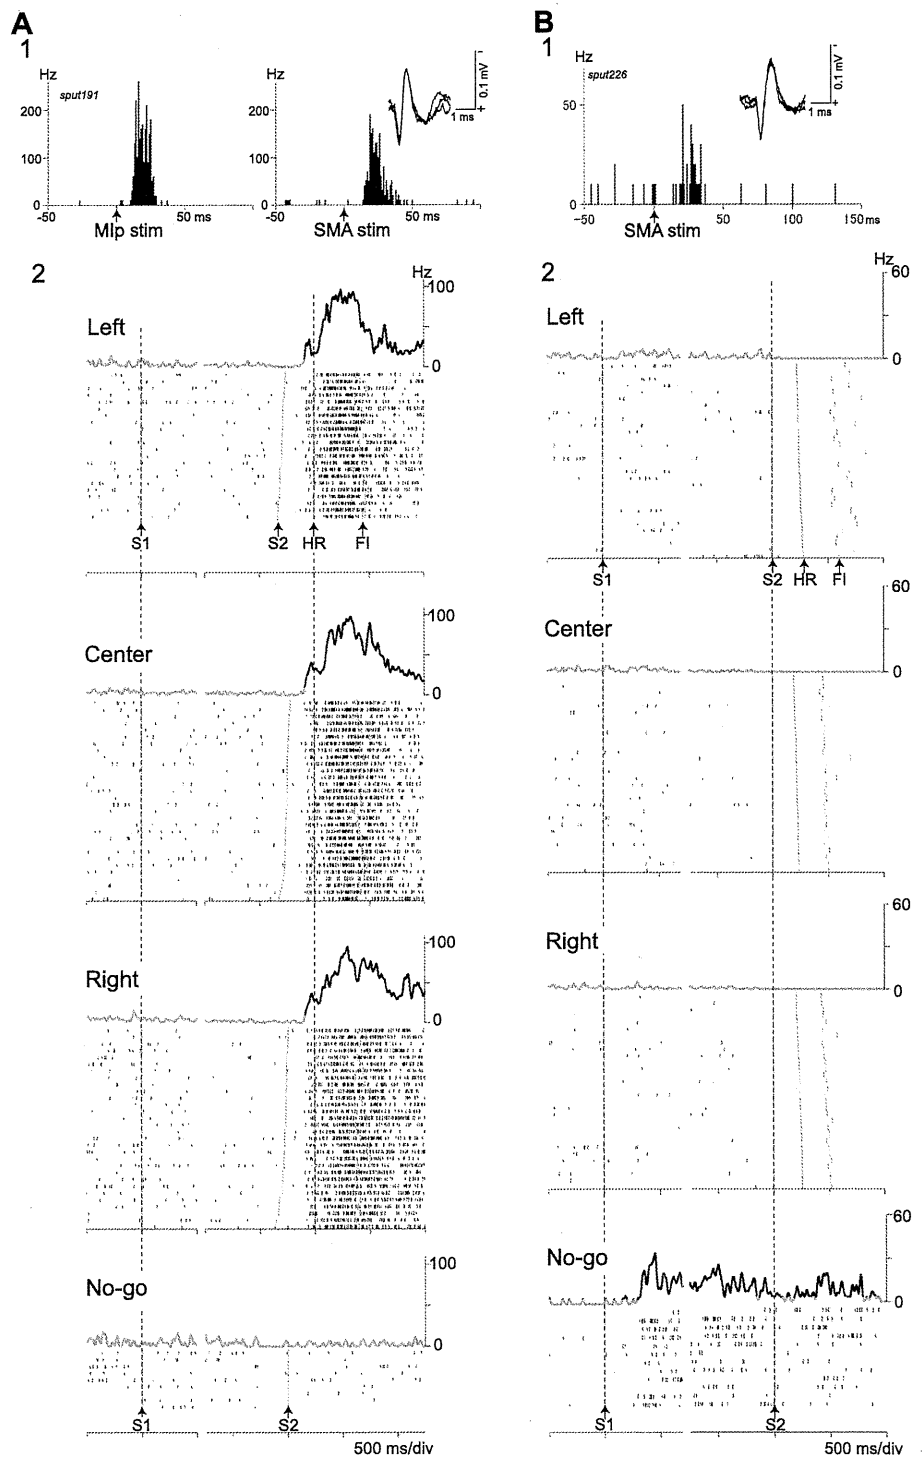 A
1
Hz
sput191
200
100
0
-50
50 ms
MIp stim
Hz
200
100
0
-50
50 ms
SMA stim
0.1 mV
1 ms
2
Hz
100
0
Left
S1
S2
HR
FI
Center
100
0
Right
100
0
No-go
100
0
S1
S2
500 ms/div
B
1
Hz
sput226
50
0
-50
50
100
150ms
SMA stim
0.1 mV
1 ms
2
Hz
60
0
Left
S1
S2
HR
FI
Center
60
0
Right
60
0
No-go
60
0
S1
S2
500 ms/div